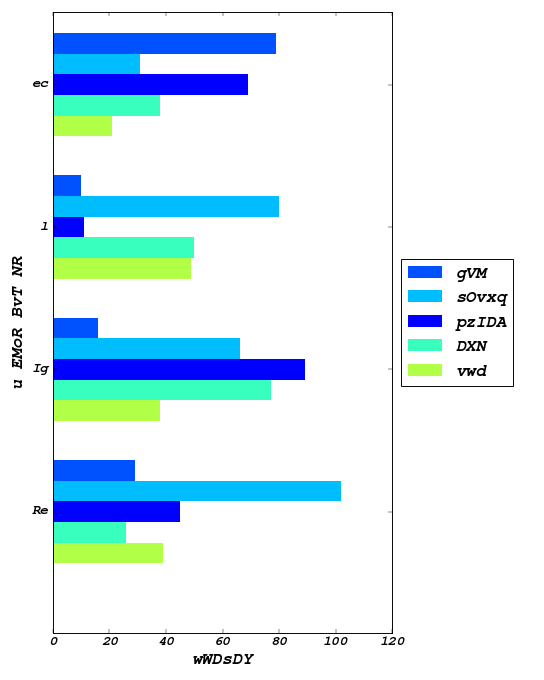 ec
l
Ig
Re
u EMoR BvT NR
0 20 40 60 80 100 120
wWDsDY
gVM
sOvxq
pzIDA
DXN
vwd